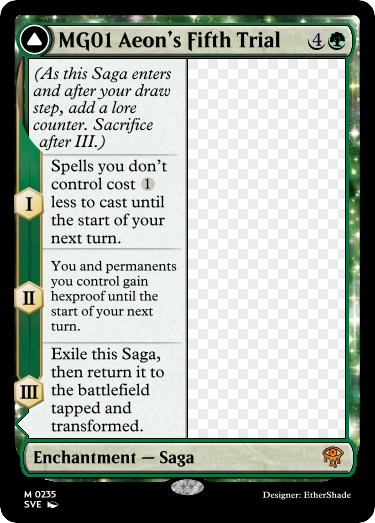 MG01 Aeon's Fifth Trial 4
(As this Saga enters
and after your draw
step, add a lore
counter. Sacrifice
after III.)
I
Spells you don't
control cost 1
less to cast until
the start of your
next turn.
II
You and permanents
you control gain
hexproof until the
start of your next
turn.
III
Exile this Saga,
then return it to
the battlefield
tapped and
transformed.
Enchantment — Saga
M 0235
SVE
Designer: EtherShade